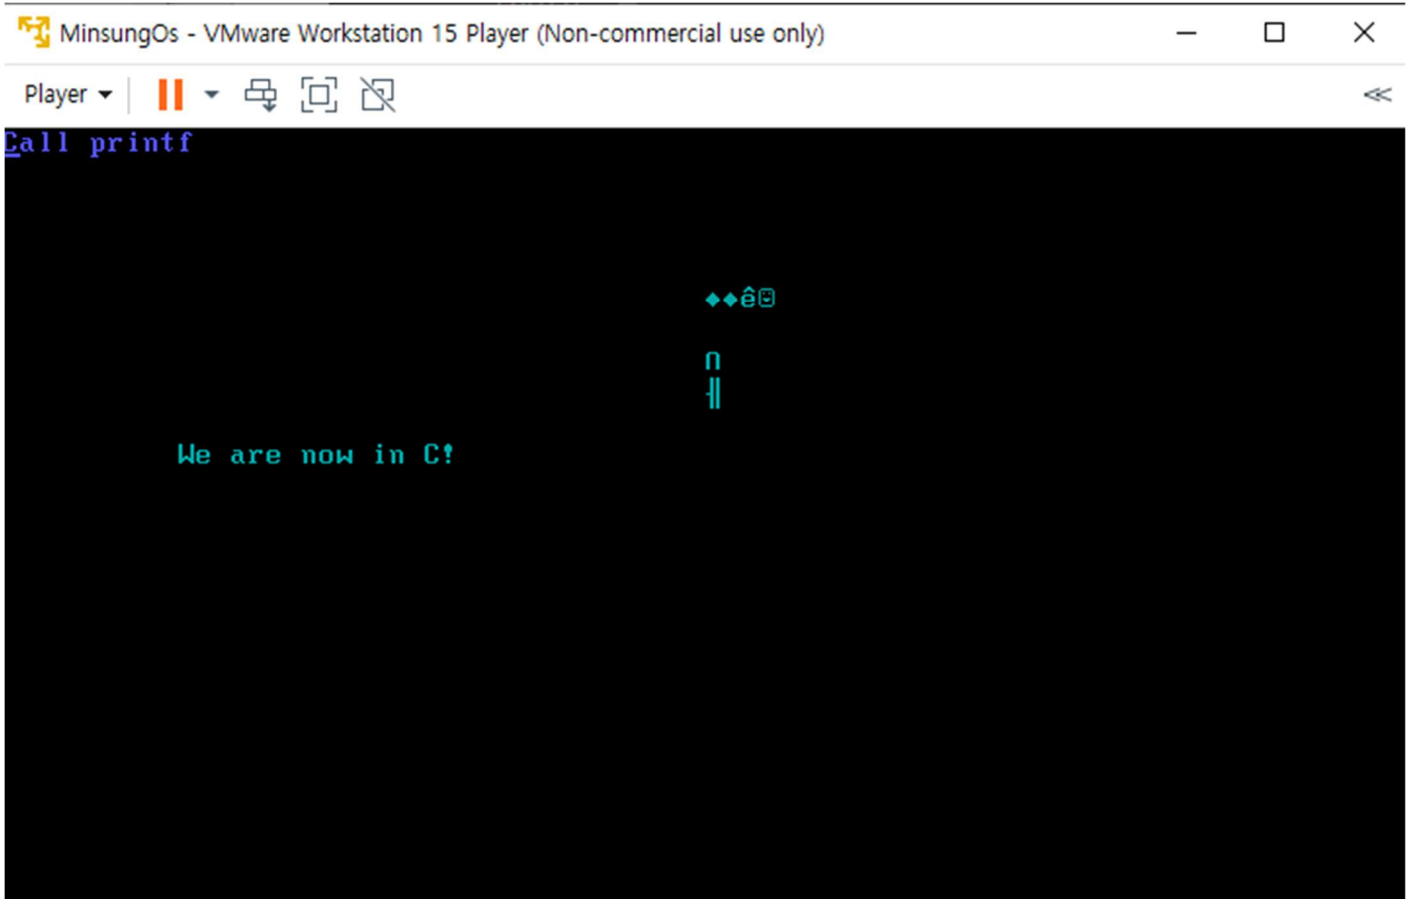 MinsungOs - VMware Workstation 15 Player (Non-commercial use only)
Player
Call printf
♦♦ê☺
∩
╢
We are now in C!